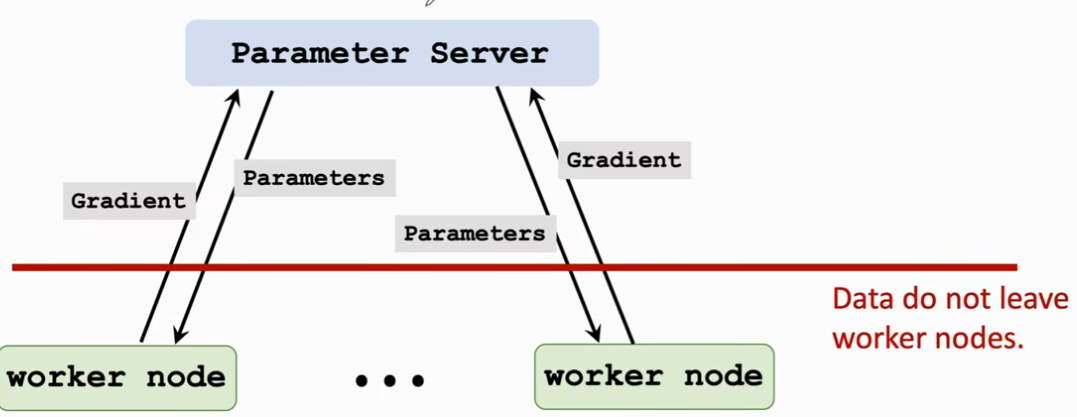 Parameter Server
Gradient
Parameters
Parameters
Gradient
Data do not leave
worker nodes.
worker node
...
worker node